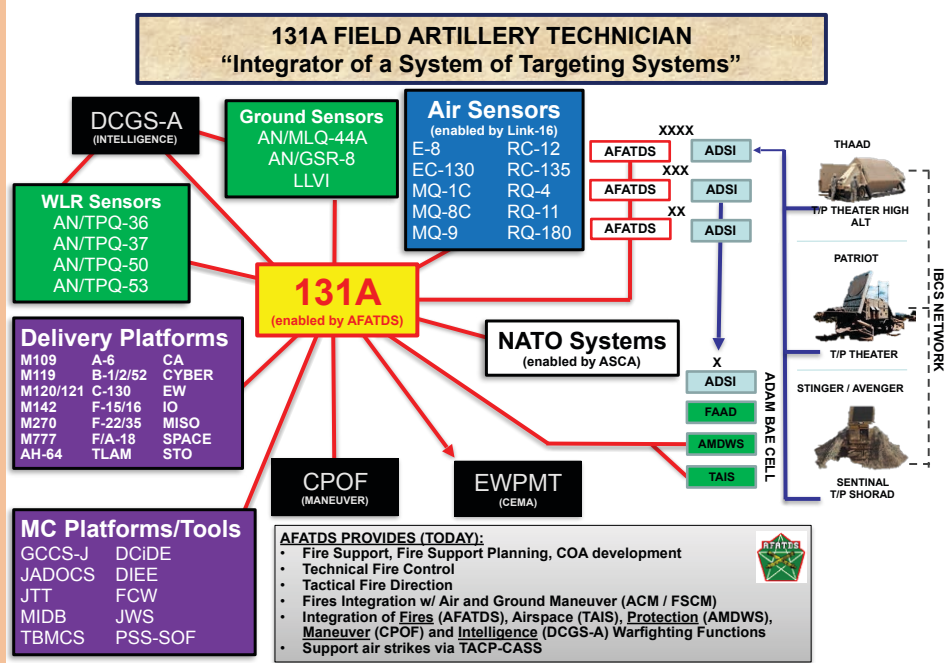 131A FIELD ARTILLERY TECHNICIAN
“Integrator of a System of Targeting Systems”
DCGS-A
(INTELLIGENCE)
Ground Sensors
AN/MLQ-44A
AN/GSR-8
LLVI
Air Sensors
(enabled by Link-16)
E-8 RC-12
EC-130 RC-135
MQ-1C RQ-4
MQ-8C RQ-11
MQ-9 RQ-180
XXXX
AFATDS ADSI
XXX
AFATDS ADSI
XX
AFATDS ADSI
THAAD
T/P THEATER HIGH
ALT
PATRIOT
T/P THEATER
STINGER / AVENGER
SENTINAL
T/P SHORAD
IBCS NETWORK
WLR Sensors
AN/TPQ-36
AN/TPQ-37
AN/TPQ-50
AN/TPQ-53
131A
(enabled by AFATDS)
NATO Systems
(enabled by ASCA)
X
ADSI
FAAD
AMDWS
TAIS
ADAM BAE CELL
Delivery Platforms
M109 A-6 CA
M119 B-1/2/52 CYBER
M120/121 C-130 EW
M142 F-15/16 IO
M270 F-22/35 MISO
M777 F/A-18 SPACE
AH-64 TLAM STO
CPOF
(MANEUVER)
EWPMT
(CEMA)
MC Platforms/Tools
GCCS-J DCiDE
JADOCS DIEE
JTT FCW
MIDB JWS
TBMCS PSS-SOF
AFATDS PROVIDES (TODAY):
• Fire Support, Fire Support Planning, COA development
• Technical Fire Control
• Tactical Fire Direction
• Fires Integration w/ Air and Ground Maneuver (ACM / FSCM)
• Integration of Fires (AFATDS), Airspace (TAIS), Protection (AMDWS),
Maneuver (CPOF) and Intelligence (DCGS-A) Warfighting Functions
• Support air strikes via TACP-CASS
AFATDS